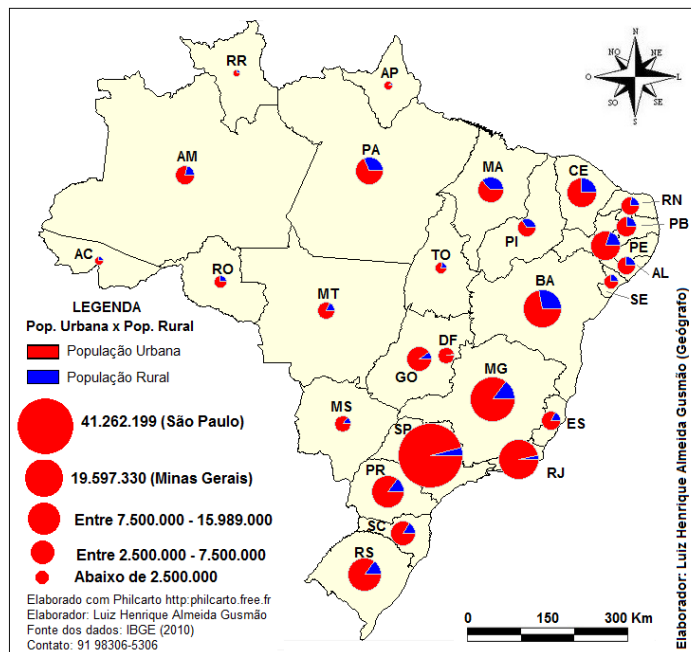 N
NO
NE
O
L
SO
SE
S
RR
AP
AM
PA
MA
CE
RN
PB
PI
PE
AC
TO
AL
RO
SE
BA
MT
LEGENDA
Pop. Urbana x Pop. Rural
População Urbana
População Rural
DF
GO
MG
MS
ES
SP
RJ
PR
SC
RS
41.262.199 (São Paulo)
19.597.330 (Minas Gerais)
Entre 7.500.000 - 15.989.000
Entre 2.500.000 - 7.500.000
Abaixo de 2.500.000
Elaborado com Philcarto http:philcarto.free.fr
Elaborador: Luiz Henrique Almeida Gusmão
Fonte dos dados: IBGE (2010)
Contato: 91 98306-5306
0 150 300 Km
Elaborador: Luiz Henrique Almeida Gusmão (Geógrafo)